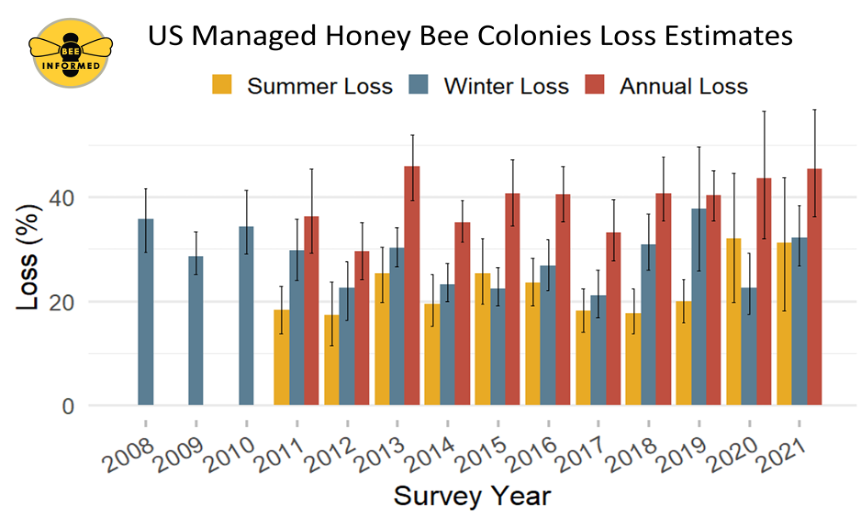 US Managed Honey Bee Colonies Loss Estimates
BEE
INFORMED
Summer Loss Winter Loss Annual Loss
Loss (%)
40
20
0
2008 2009 2010 2011 2012 2013 2014 2015 2016 2017 2018 2019 2020 2021
Survey Year